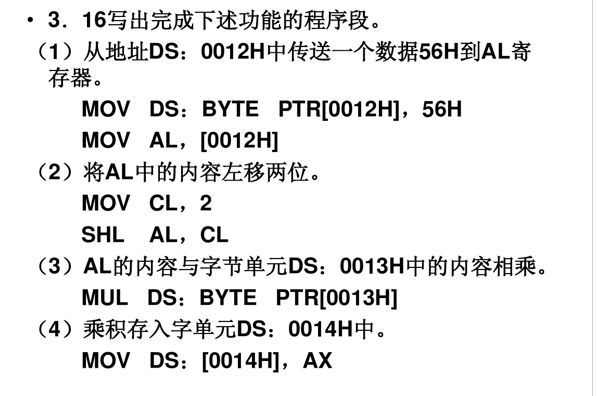 • 3．16写出完成下述功能的程序段。
（1）从地址DS：0012H中传送一个数据56H到AL寄
存器。
MOV DS：BYTE PTR[0012H]，56H
MOV AL，[0012H]
（2）将AL中的内容左移两位。
MOV CL，2
SHL AL，CL
（3）AL的内容与字节单元DS：0013H中的内容相乘。
MUL DS：BYTE PTR[0013H]
（4）乘积存入字单元DS：0014H中。
MOV DS：[0014H]，AX